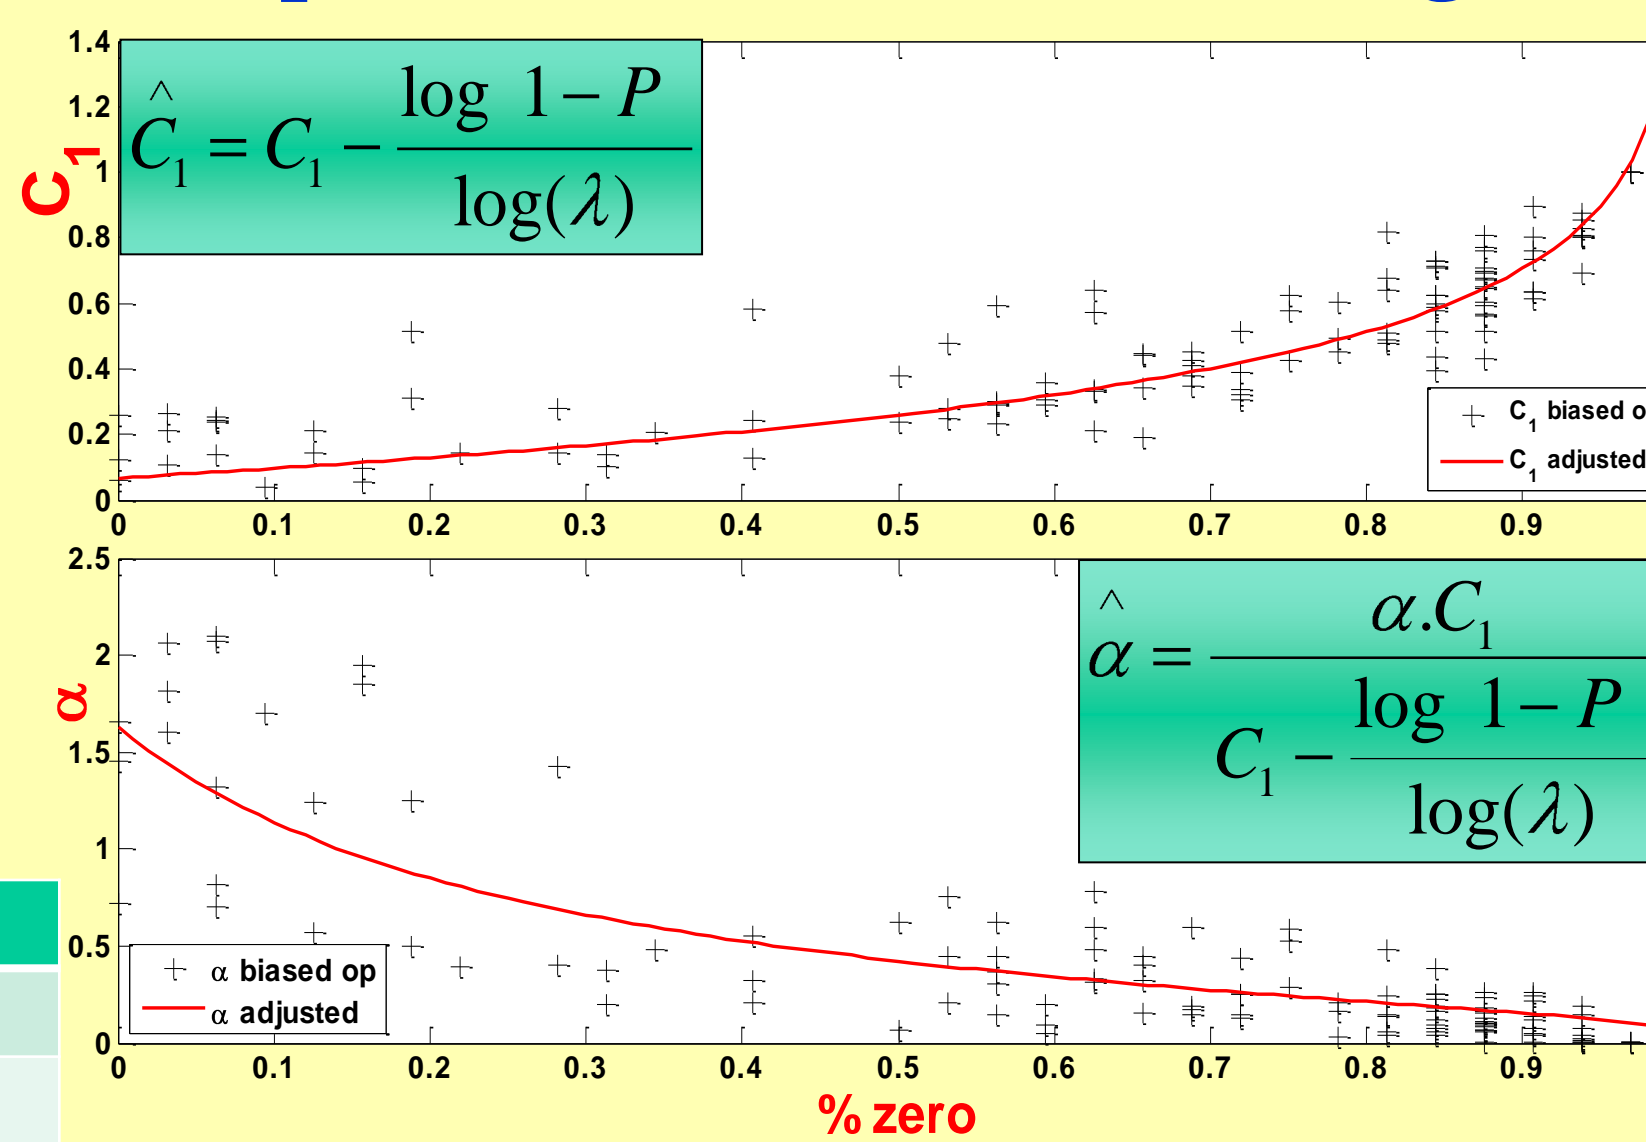 1.4
1.2
1
0.8
0.6
0.4
0.2
0
C1
Ĉ1 = C1 − log 1 − P / log(λ)
C1 biased o
C1 adjusted
0 0.1 0.2 0.3 0.4 0.5 0.6 0.7 0.8 0.9
2.5
2
1.5
1
0.5
0
α
α̂ = α.C1 / C1 − log 1 − P / log(λ)
α biased op
α adjusted
0 0.1 0.2 0.3 0.4 0.5 0.6 0.7 0.8 0.9
% zero